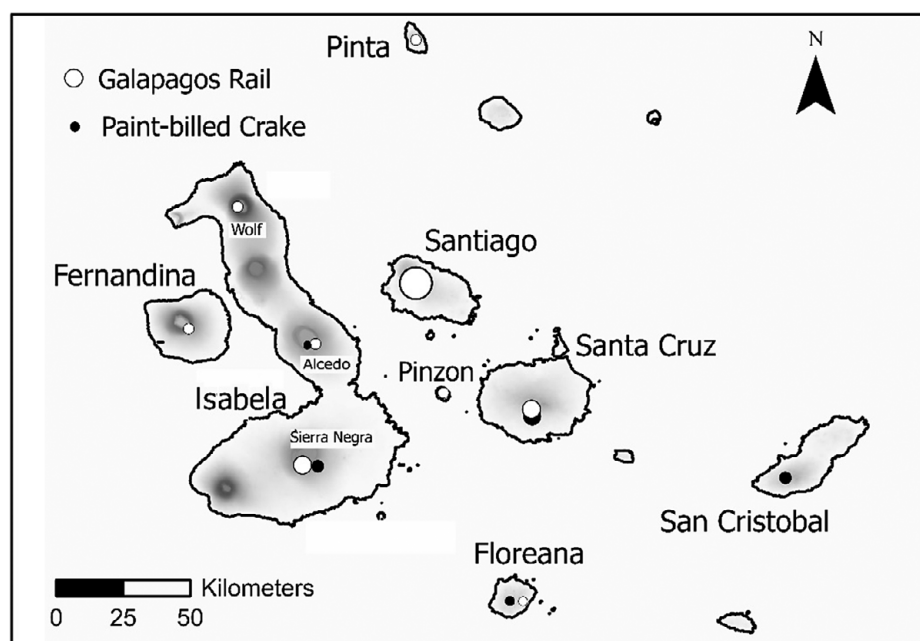 Pinta
N
Galapagos Rail
Paint-billed Crake
Wolf
Santiago
Fernandina
Santa Cruz
Alcedo
Pinzon
Isabela
Sierra Negra
San Cristobal
Floreana
Kilometers
0 25 50